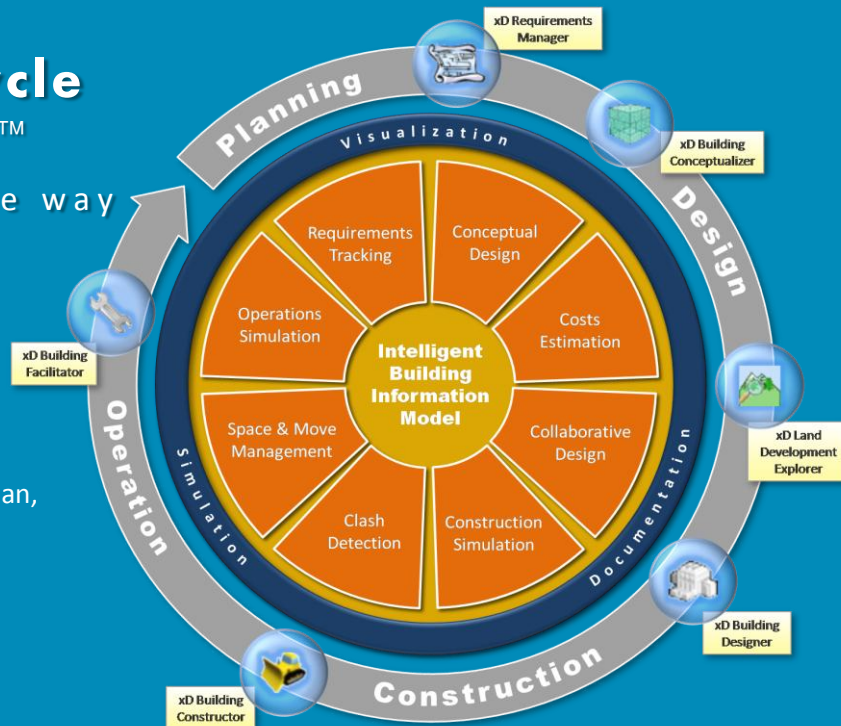 ycle
TM
e way
an,
xD Requirements
Manager
xD Building
Conceptualizer
xD Land
Development
Explorer
xD Building
Designer
xD Building
Constructor
xD Building
Facilitator
Planning
Design
Construction
Operation
Visualization
Documentation
Simulation
Requirements
Tracking
Conceptual
Design
Costs
Estimation
Collaborative
Design
Construction
Simulation
Clash
Detection
Space & Move
Management
Operations
Simulation
Intelligent
Building
Information
Model